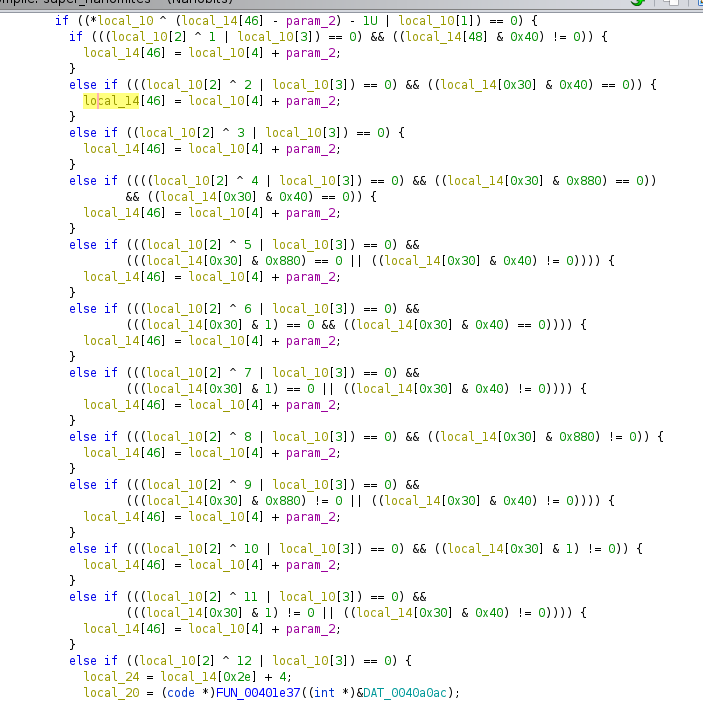 compile: super_nanomites - (Nanobits)
if ((*local_10 ^ (local_14[46] - param_2) - 1U | local_10[1]) == 0) {
if (((local_10[2] ^ 1 | local_10[3]) == 0) && ((local_14[48] & 0x40) != 0)) {
local_14[46] = local_10[4] + param_2;
}
else if (((local_10[2] ^ 2 | local_10[3]) == 0) && ((local_14[0x30] & 0x40) == 0)) {
local_14[46] = local_10[4] + param_2;
}
else if ((local_10[2] ^ 3 | local_10[3]) == 0) {
local_14[46] = local_10[4] + param_2;
}
else if ((((local_10[2] ^ 4 | local_10[3]) == 0) && ((local_14[0x30] & 0x880) == 0))
&& ((local_14[0x30] & 0x40) == 0)) {
local_14[46] = local_10[4] + param_2;
}
else if (((local_10[2] ^ 5 | local_10[3]) == 0) &&
(((local_14[0x30] & 0x880) == 0 || ((local_14[0x30] & 0x40) != 0)))) {
local_14[46] = local_10[4] + param_2;
}
else if (((local_10[2] ^ 6 | local_10[3]) == 0) &&
(((local_14[0x30] & 1) == 0 && ((local_14[0x30] & 0x40) == 0)))) {
local_14[46] = local_10[4] + param_2;
}
else if (((local_10[2] ^ 7 | local_10[3]) == 0) &&
(((local_14[0x30] & 1) == 0 || ((local_14[0x30] & 0x40) != 0)))) {
local_14[46] = local_10[4] + param_2;
}
else if (((local_10[2] ^ 8 | local_10[3]) == 0) && ((local_14[0x30] & 0x880) != 0)) {
local_14[46] = local_10[4] + param_2;
}
else if (((local_10[2] ^ 9 | local_10[3]) == 0) &&
(((local_14[0x30] & 0x880) != 0 || ((local_14[0x30] & 0x40) != 0)))) {
local_14[46] = local_10[4] + param_2;
}
else if (((local_10[2] ^ 10 | local_10[3]) == 0) && ((local_14[0x30] & 1) != 0)) {
local_14[46] = local_10[4] + param_2;
}
else if (((local_10[2] ^ 11 | local_10[3]) == 0) &&
(((local_14[0x30] & 1) != 0 || ((local_14[0x30] & 0x40) != 0)))) {
local_14[46] = local_10[4] + param_2;
}
else if ((local_10[2] ^ 12 | local_10[3]) == 0) {
local_24 = local_14[0x2e] + 4;
local_20 = (code *)FUN_00401e37((int *)&DAT_0040a0ac);